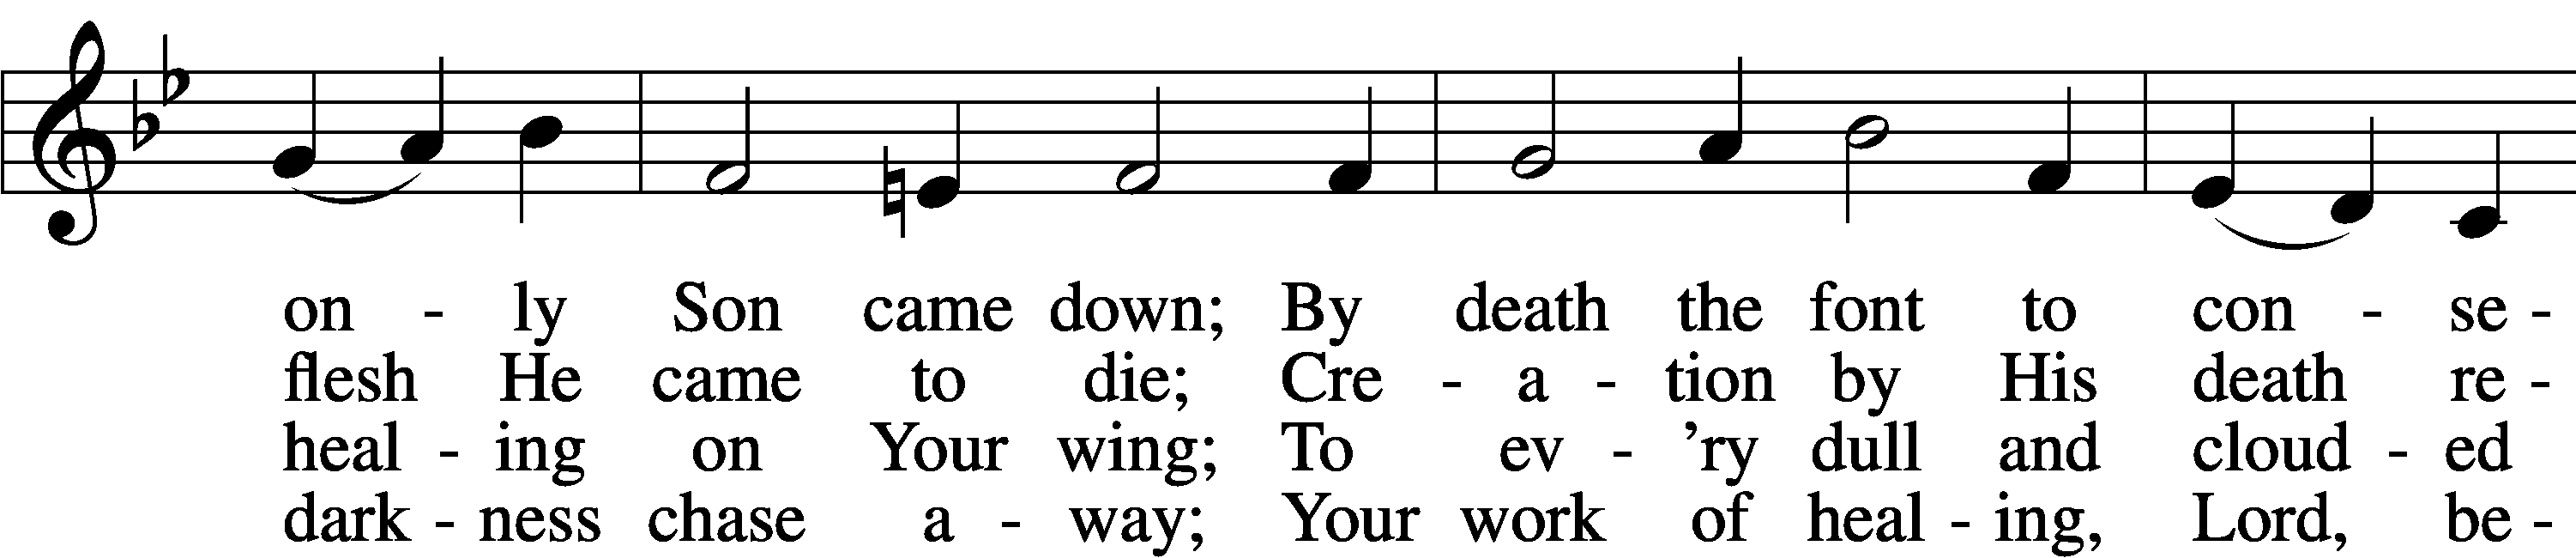 on - ly Son came down; By death the font to con - se -
flesh He came to die; Cre - a - tion by His death re -
heal - ing on Your wing; To ev - ’ry dull and cloud - ed
dark - ness chase a - way; Your work of heal - ing, Lord, be -